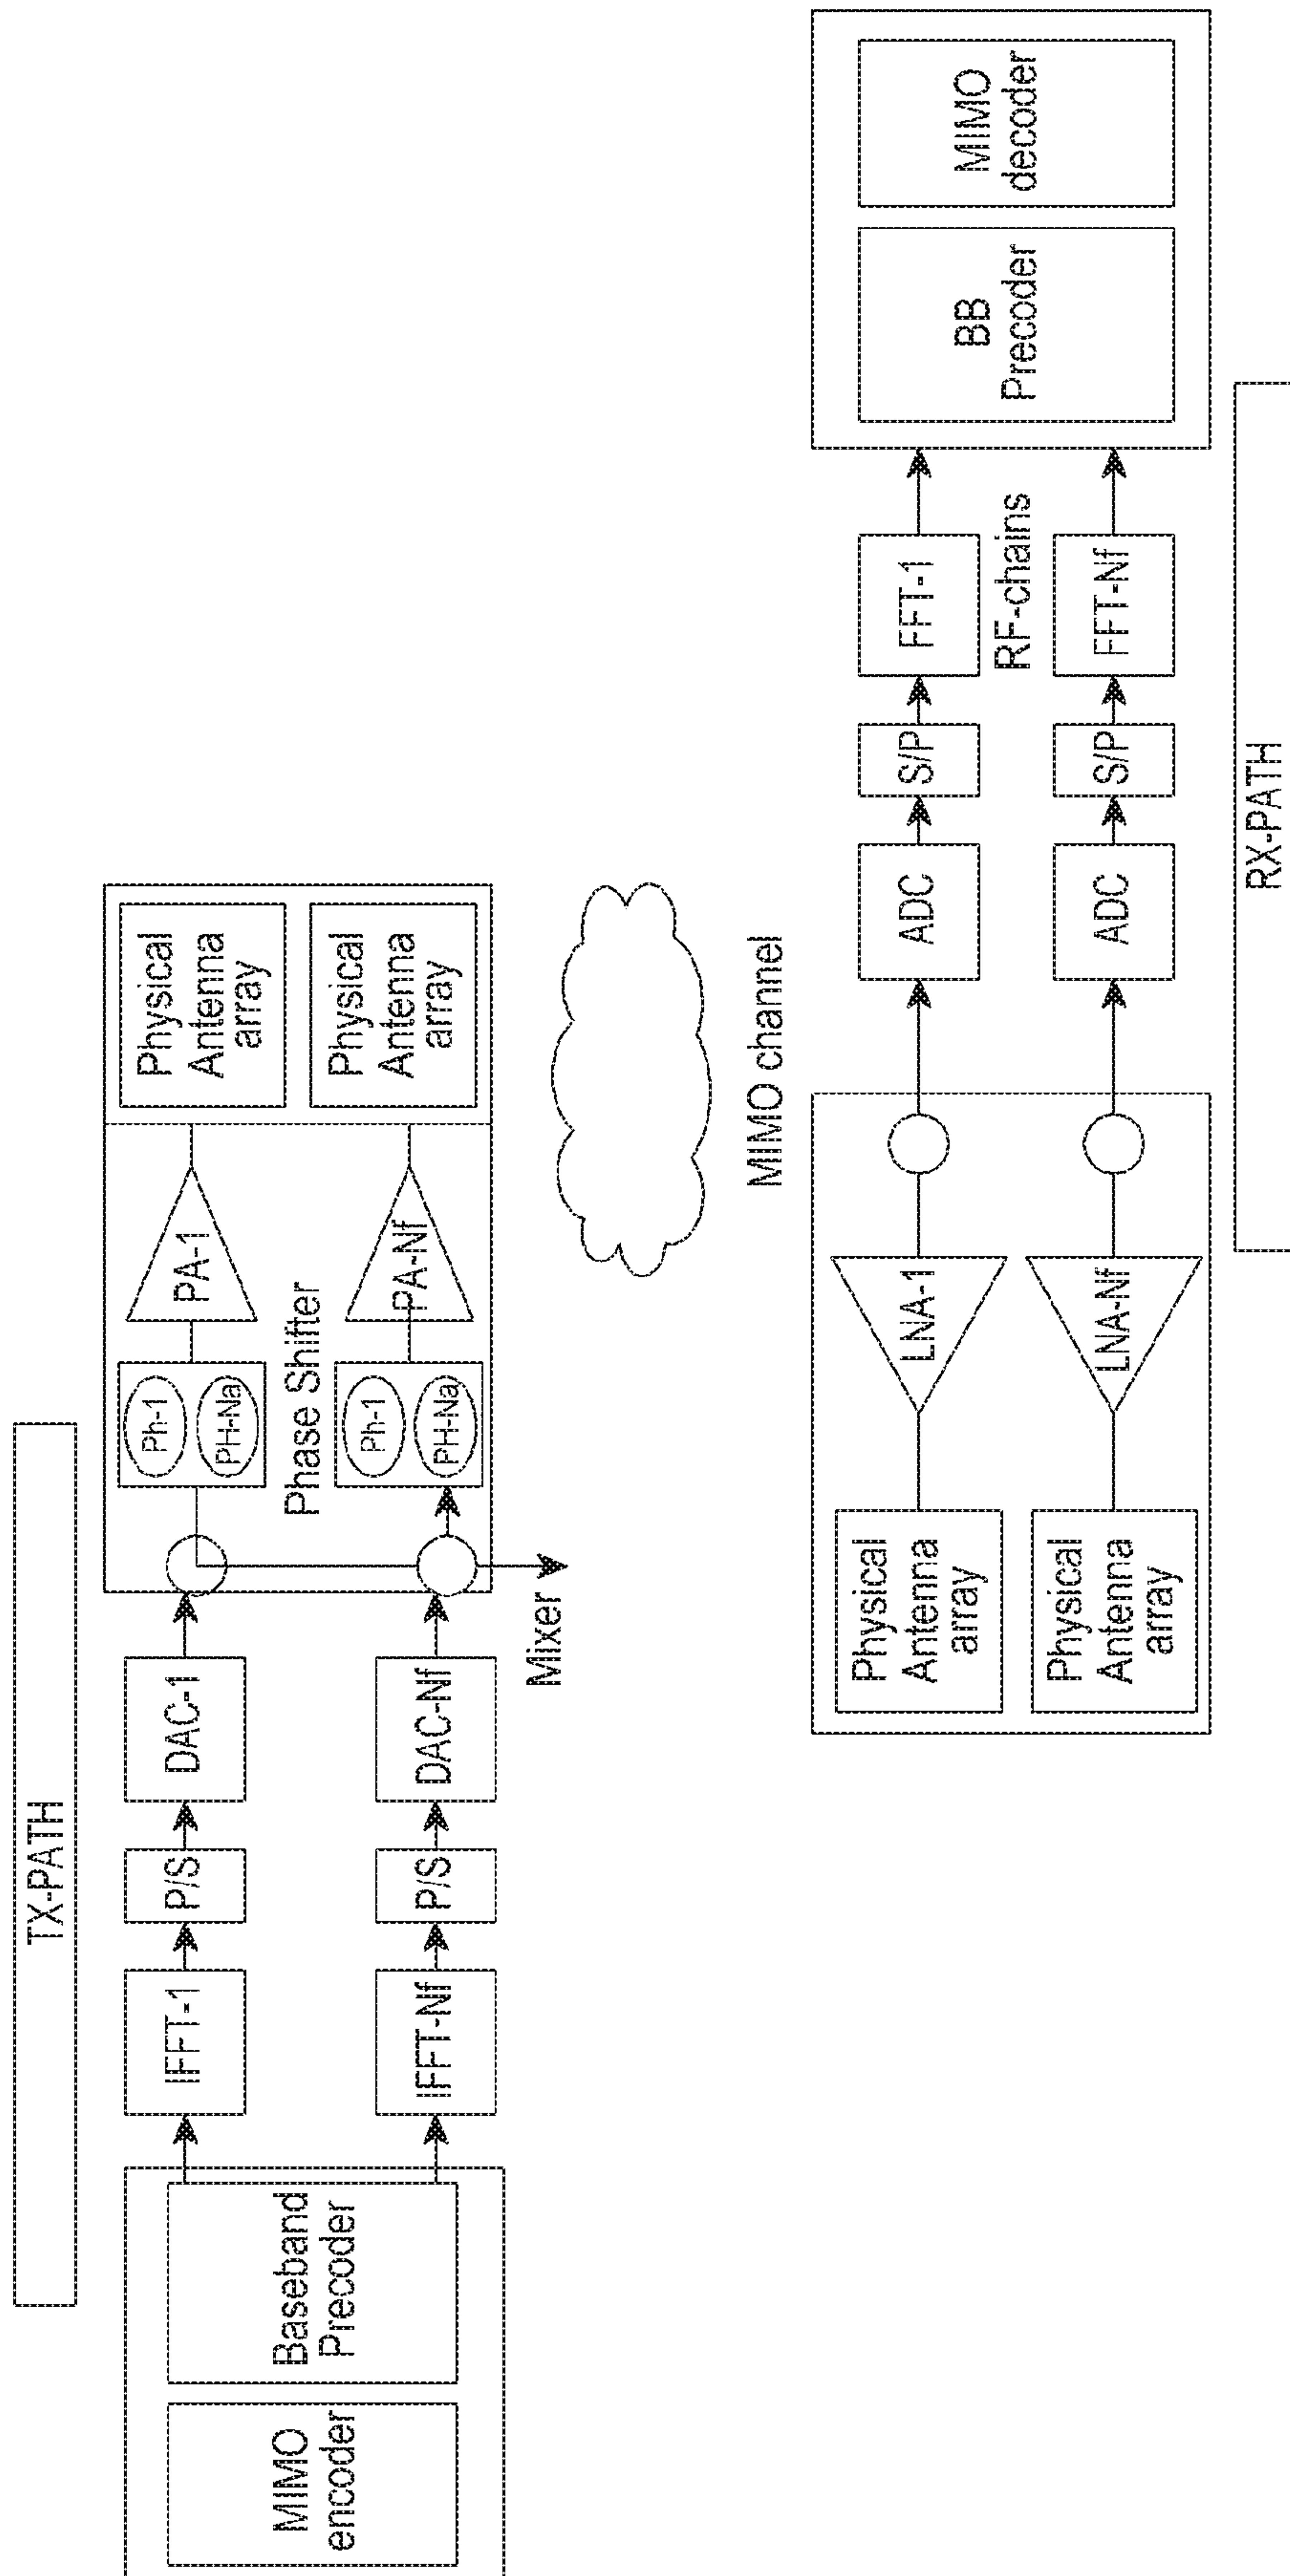 TX-PATH
MIMO
encoder
Baseband
Precoder
IFFT-1
P/S
DAC-1
IFFT-Nf
P/S
DAC-Nf
Mixer
Ph-1
PH-Na
Phase Shifter
Ph-1
PH-Na
PA-1
PA-Nf
Physical
Antenna
array
Physical
Antenna
array
MIMO channel
Physical
Antenna
array
Physical
Antenna
array
LNA-1
LNA-Nf
ADC
S/P
FFT-1
RF-chains
ADC
S/P
FFT-Nf
BB
Precoder
MIMO
decoder
RX-PATH